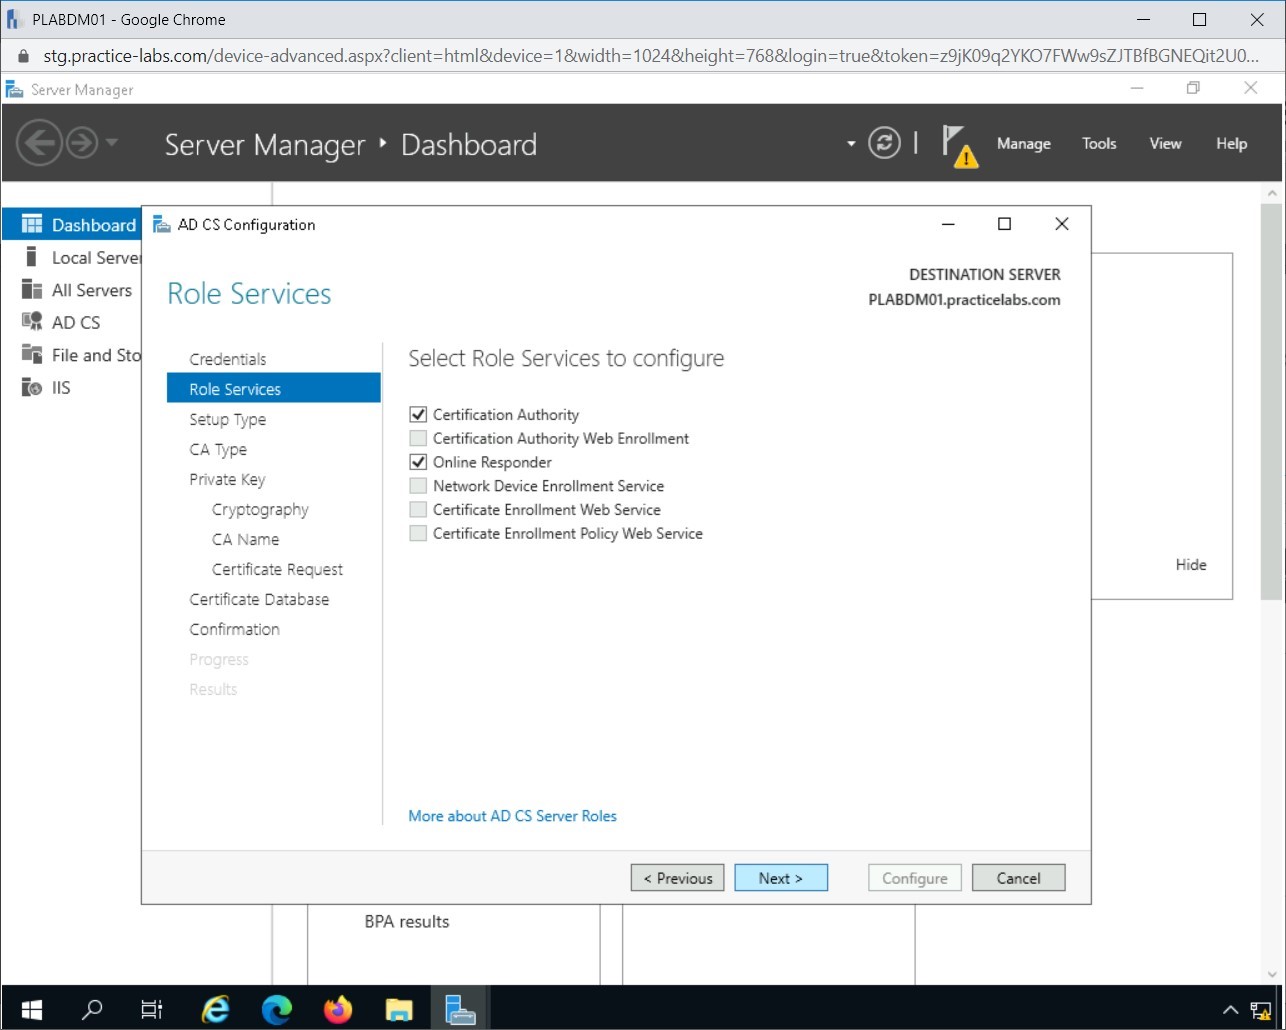 PLABDM01 - Google Chrome
stg.practice-labs.com/device-advanced.aspx?client=html&device=1&width=1024&height=768&login=true&token=z9jK09q2YKO7FWw9sZJTBfBGNEQit2U0...
Server Manager
Server Manager ‣ Dashboard
Manage Tools View Help
Dashboard
Local Server
All Servers
AD CS
File and Sto
IIS
AD CS Configuration
Role Services
DESTINATION SERVER
PLABDM01.practicelabs.com
Credentials
Role Services
Setup Type
CA Type
Private Key
Cryptography
CA Name
Certificate Request
Certificate Database
Confirmation
Progress
Results
Select Role Services to configure
Certification Authority
Certification Authority Web Enrollment
Online Responder
Network Device Enrollment Service
Certificate Enrollment Web Service
Certificate Enrollment Policy Web Service
More about AD CS Server Roles
< Previous Next > Configure Cancel
Hide
BPA results